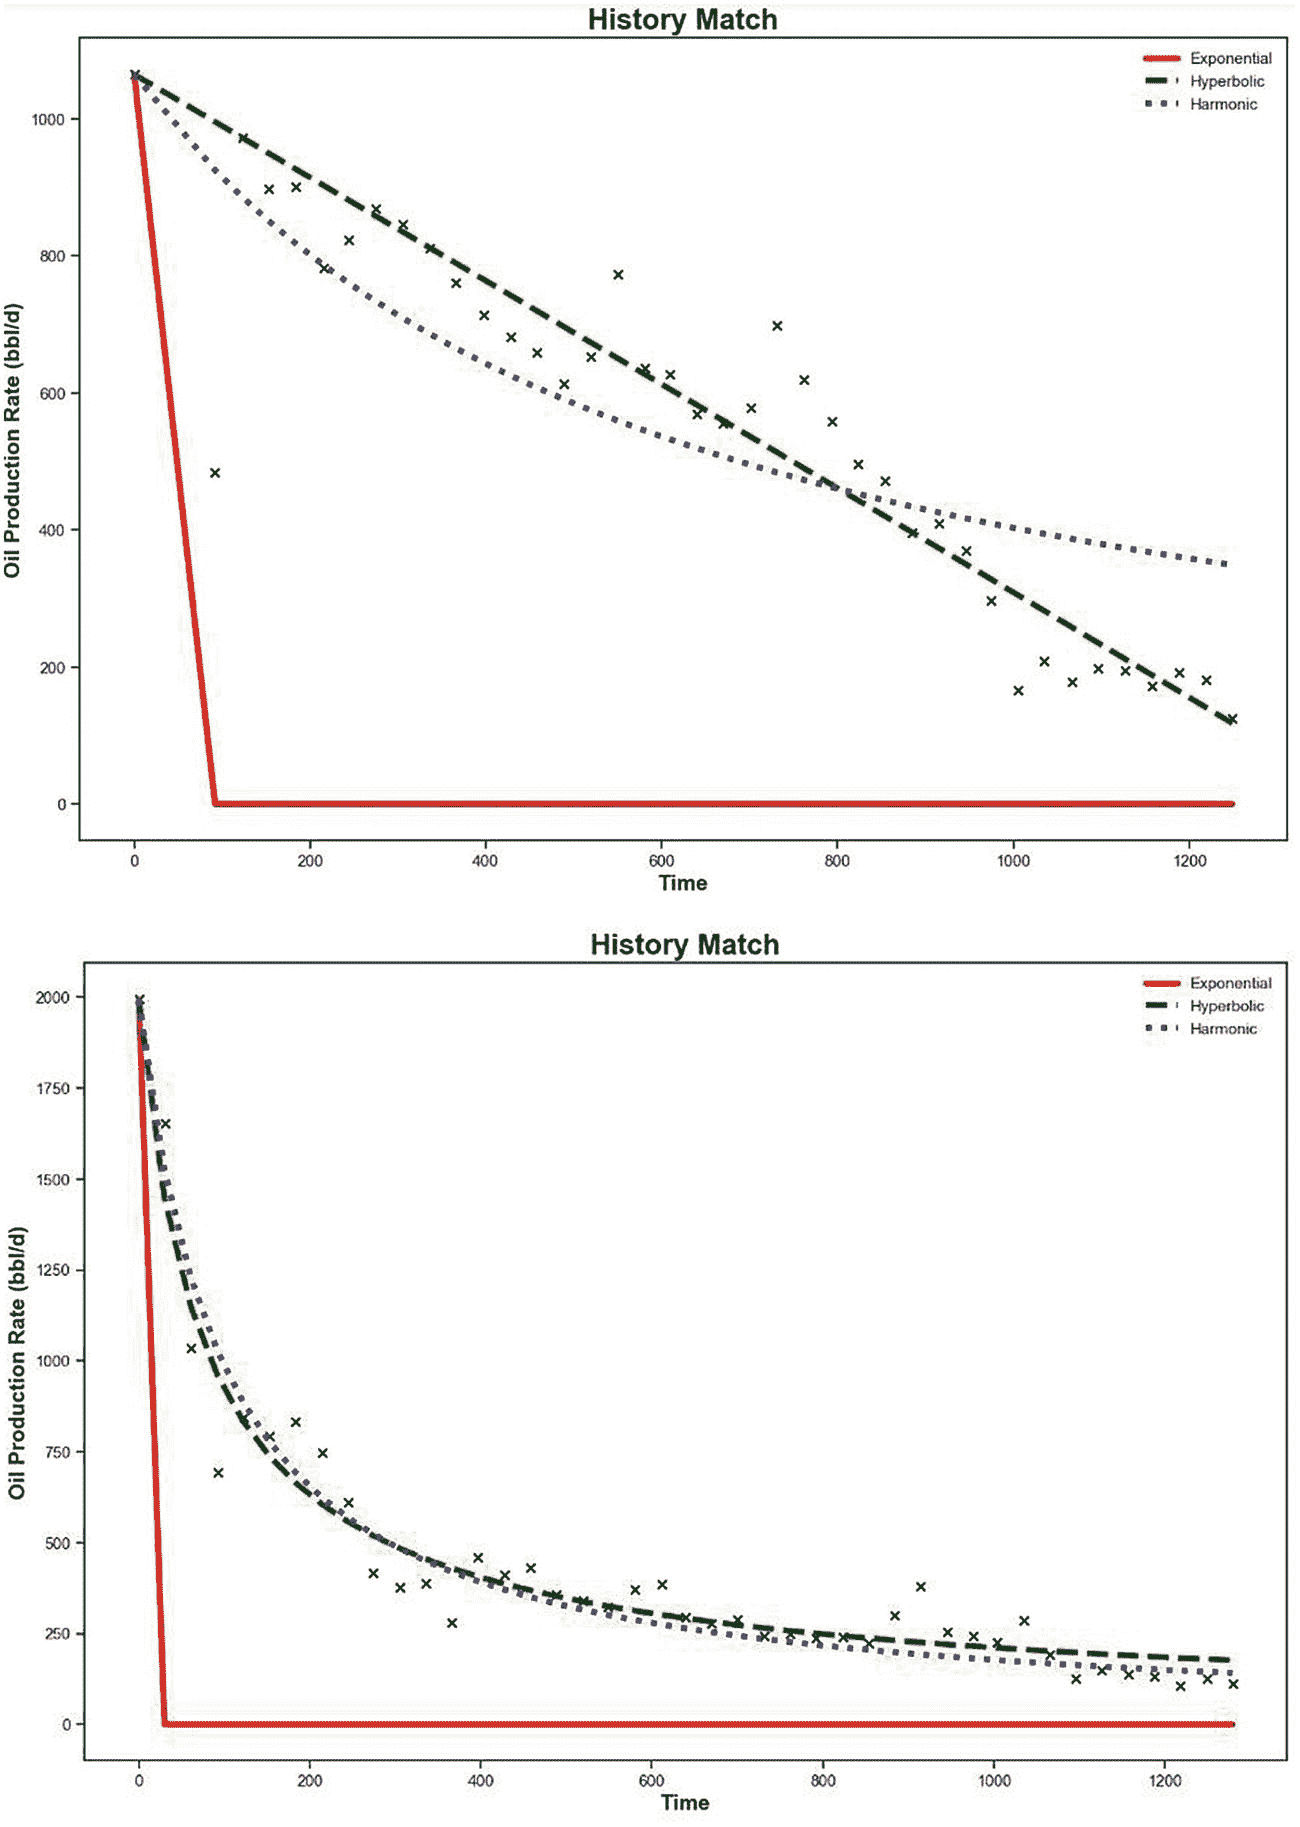 History Match
Exponential
Hyperbolic
Harmonic
1000
800
600
400
200
0
Oil Production Rate (bbl/d)
0 200 400 600 800 1000 1200
Time
History Match
Exponential
Hyperbolic
Harmonic
2000
1750
1500
1250
1000
750
500
250
0
Oil Production Rate (bbl/d)
0 200 400 600 800 1000 1200
Time